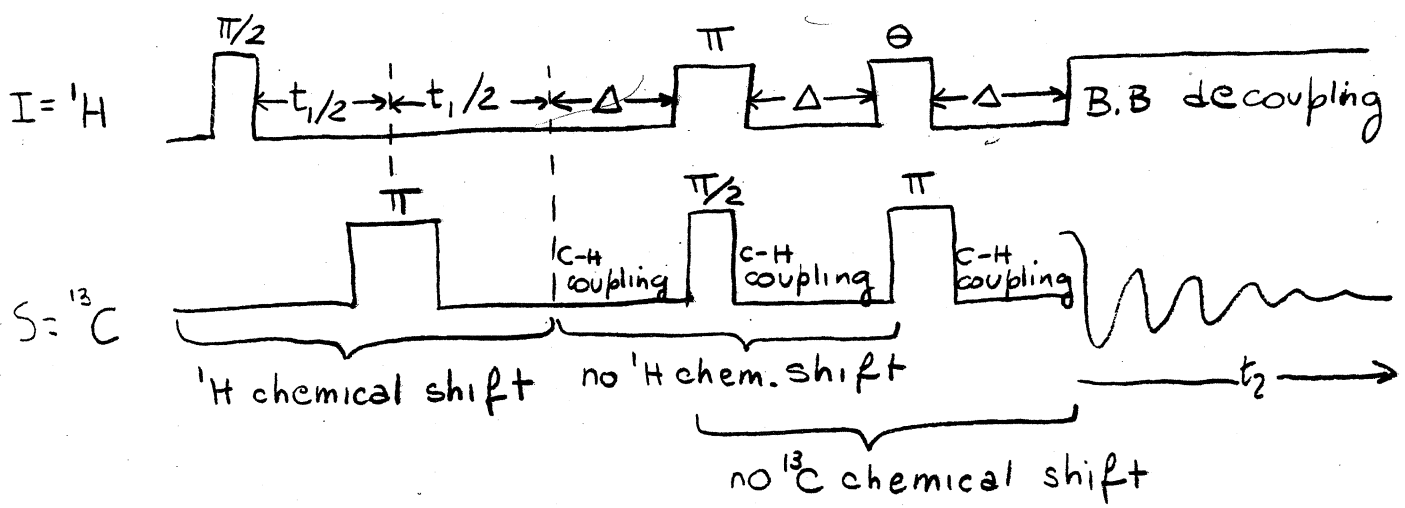 π/2 π Θ
I = ¹H t₁/2 t₁/2 Δ Δ Δ B.B decoupling
π π/2 π
C-H coupling C-H coupling C-H coupling
S= ¹³C
¹H chemical shift no ¹H chem. shift t₂
no ¹³C chemical shift